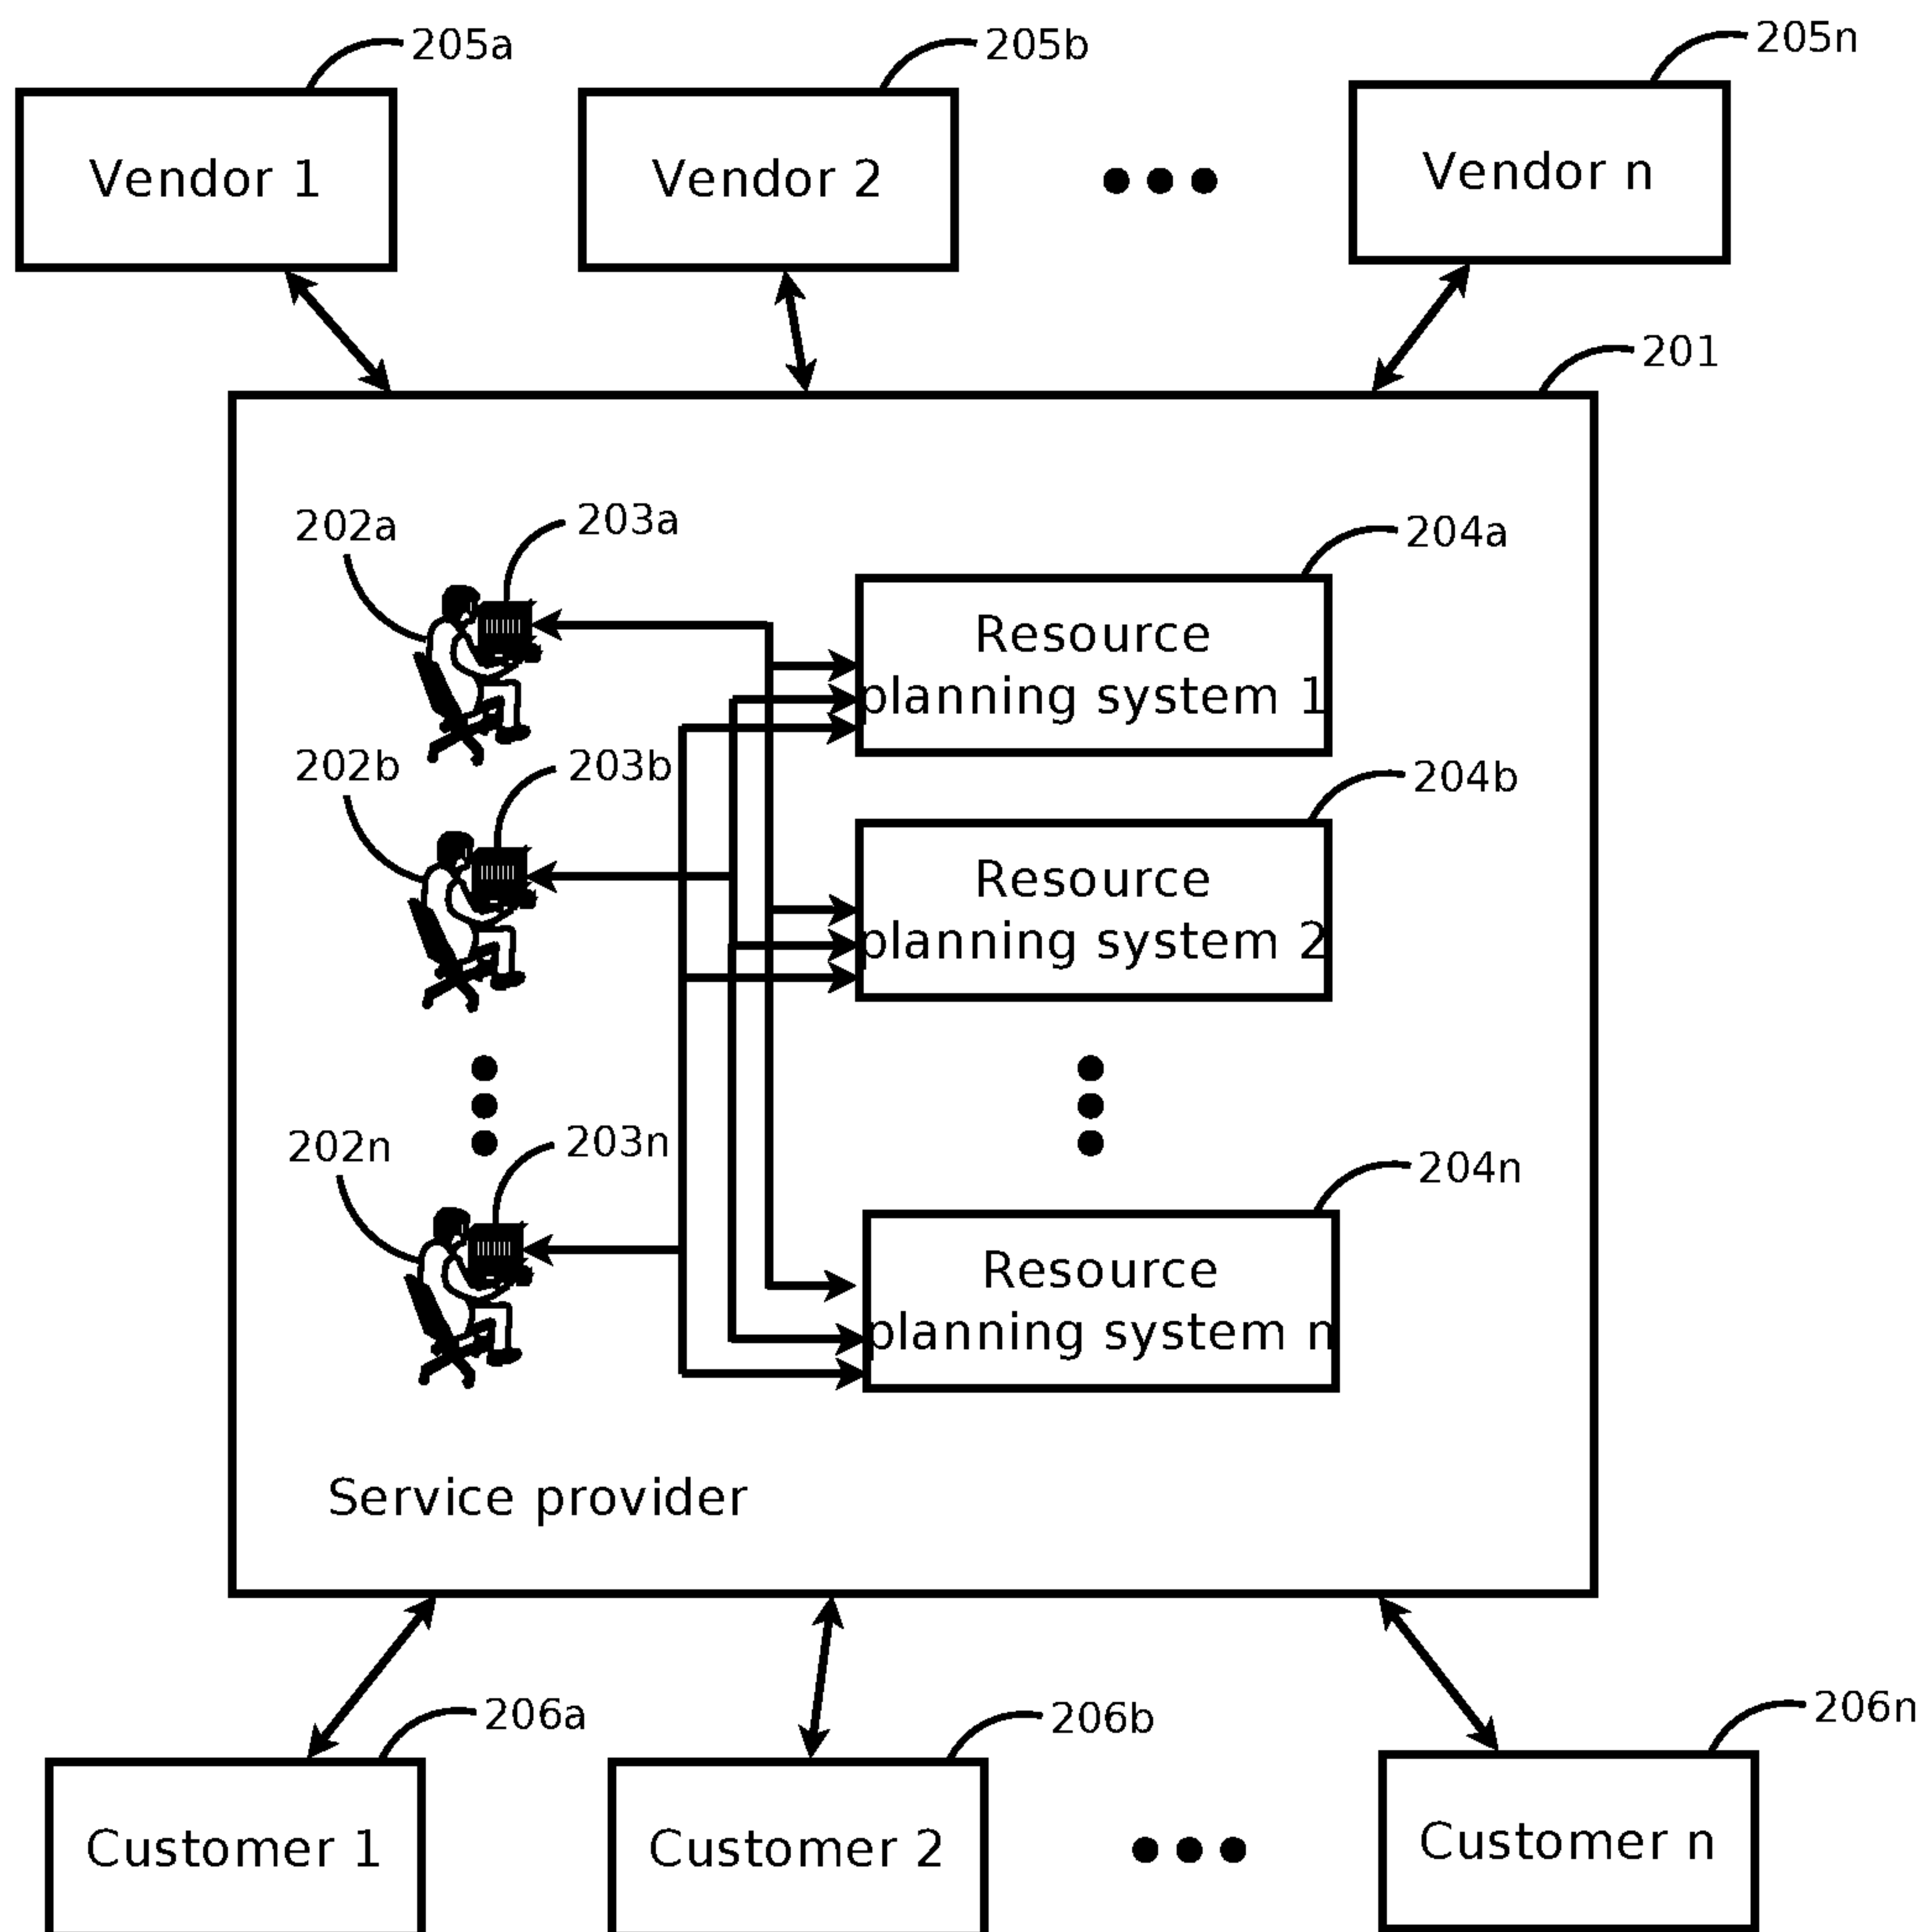 205a
205b
205n
Vendor 1
Vendor 2
Vendor n
201
202a
203a
204a
Resource
planning system 1
202b
203b
204b
Resource
planning system 2
202n
203n
204n
Resource
planning system n
Service provider
206a
206b
206n
Customer 1
Customer 2
Customer n